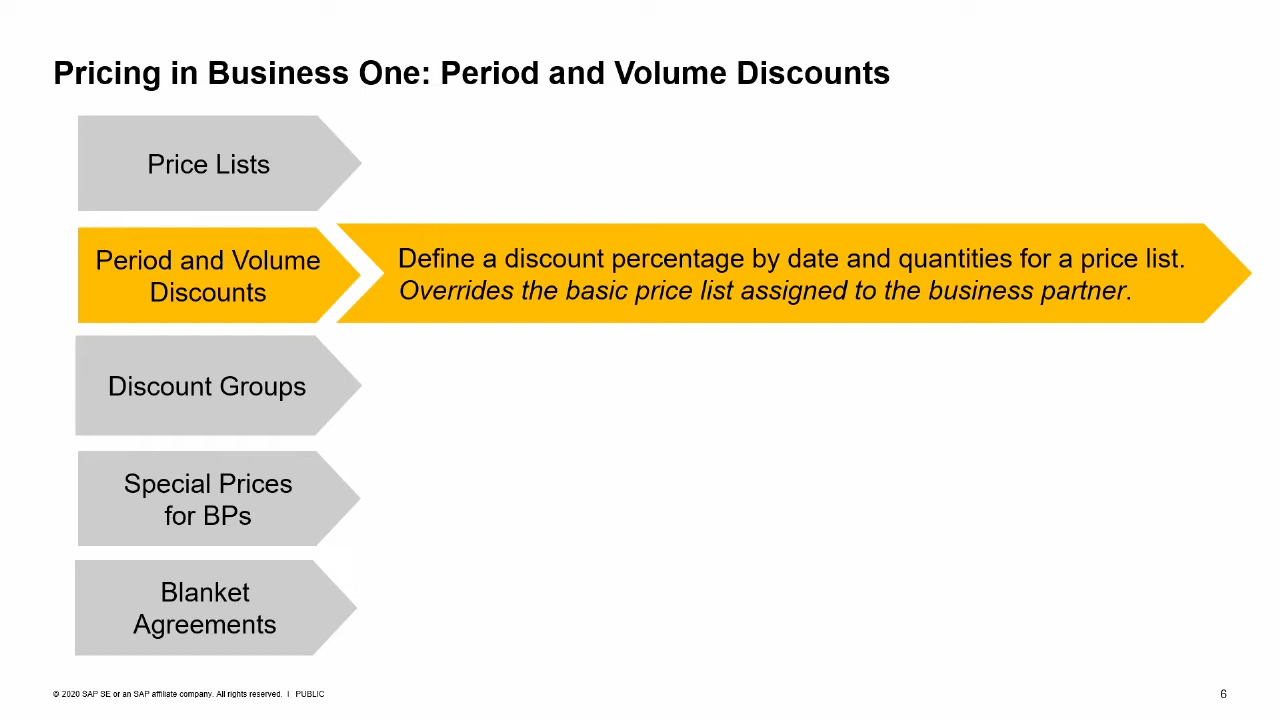 Pricing in Business One: Period and Volume Discounts
Price Lists
Period and Volume
Discounts
Define a discount percentage by date and quantities for a price list.
Overrides the basic price list assigned to the business partner.
Discount Groups
Special Prices
for BPs
Blanket
Agreements
© 2020 SAP SE or an SAP affiliate company. All rights reserved. I PUBLIC
6